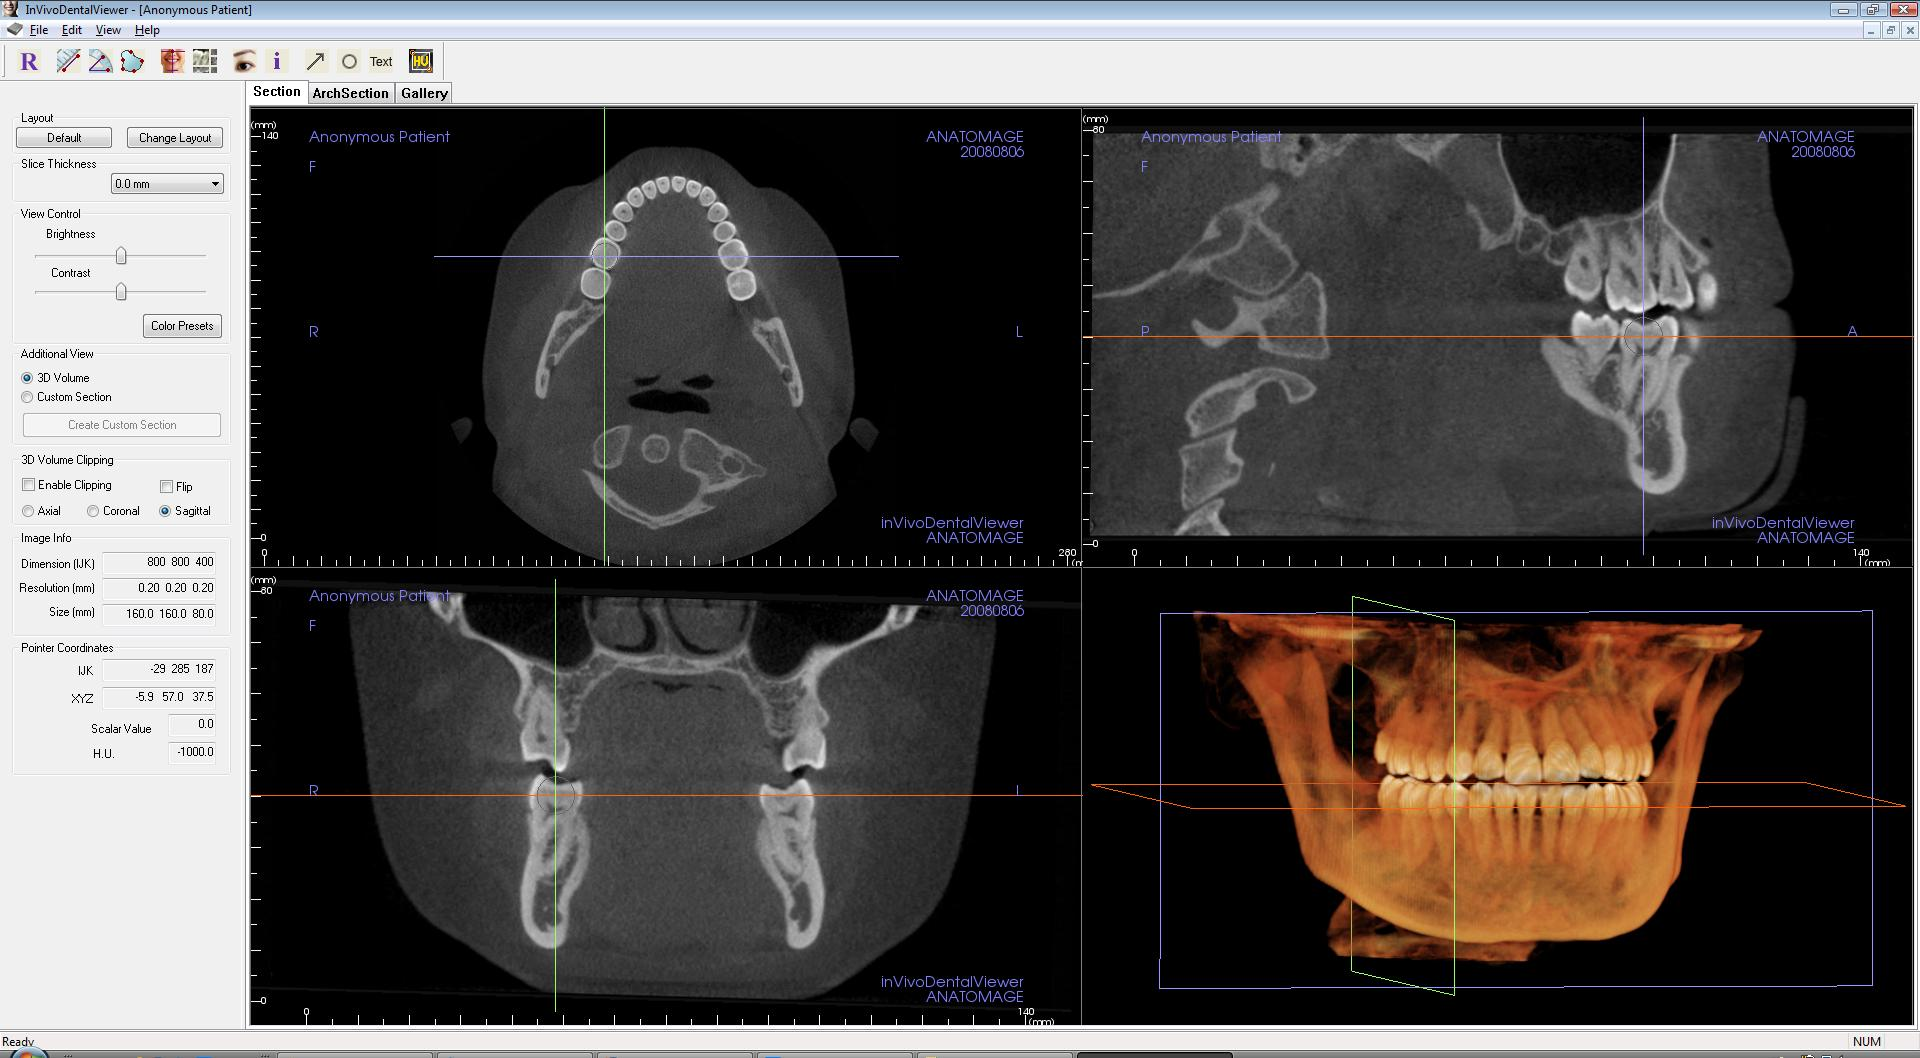 InVivoDentalViewer - [Anonymous Patient]
File Edit View Help
R i Text HU
Section ArchSection Gallery
Layout
Default Change Layout
Slice Thickness
0.0 mm
View Control
Brightness
Contrast
Color Presets
Additional View
3D Volume
Custom Section
Create Custom Section
3D Volume Clipping
Enable Clipping Flip
Axial Coronal Sagittal
Image Info
Dimension (IJK) 800 800 400
Resolution (mm) 0.20 0.20 0.20
Size (mm) 160.0 160.0 80.0
Pointer Coordinates
IJK -29 285 187
XYZ -5.9 57.0 37.5
Scalar Value 0.0
H.U. -1000.0
(mm)
140
Anonymous Patient ANATOMAGE
20080806
F
R L
inVivoDentalViewer
ANATOMAGE
0
0 280
(mm)
80
Anonymous Patient ANATOMAGE
20080806
F
P A
inVivoDentalViewer
ANATOMAGE
0
0 140
(mm)
(mm)
80
Anonymous Patient ANATOMAGE
20080806
F
R L
inVivoDentalViewer
ANATOMAGE
0
0 140
(mm)
Ready NUM